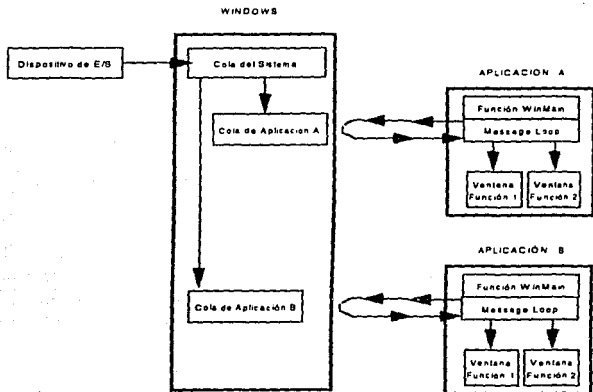 WINDOWS
Dispositivo de E/S
Cola del Sistema
Cola de Aplicación A
Cola de Aplicación B
APLICACIÓN A
Función WinMain
Message Loop
Ventana
Función 1
Ventana
Función 2
APLICACIÓN B
Función WinMain
Message Loop
Ventana
Función 1
Ventana
Función 2